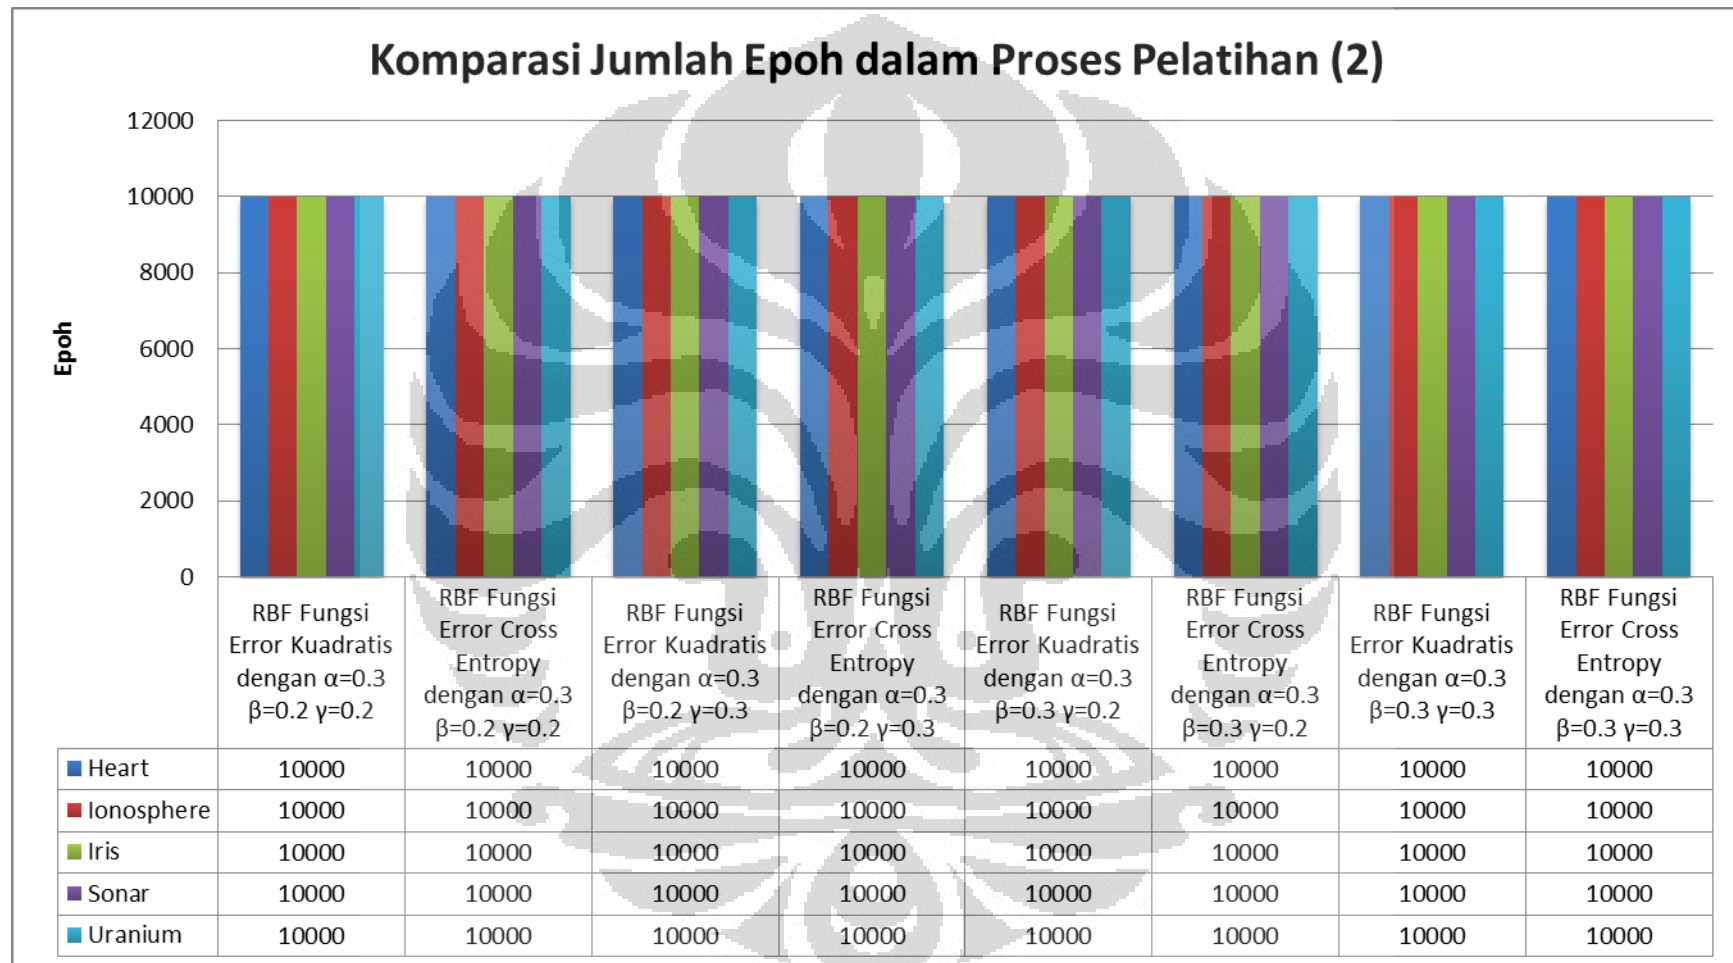 Komparasi Jumlah Epoh dalam Proses Pelatihan (2)
12000
10000
8000
6000
4000
2000
0
Epoh
RBF Fungsi
Error Kuadratis
dengan α=0.3
β=0.2 γ=0.2
RBF Fungsi
Error Cross
Entropy
dengan α=0.3
β=0.2 γ=0.2
RBF Fungsi
Error Kuadratis
dengan α=0.3
β=0.2 γ=0.3
RBF Fungsi
Error Cross
Entropy
dengan α=0.3
β=0.2 γ=0.3
RBF Fungsi
Error Kuadratis
dengan α=0.3
β=0.3 γ=0.2
RBF Fungsi
Error Cross
Entropy
dengan α=0.3
β=0.3 γ=0.2
RBF Fungsi
Error Kuadratis
dengan α=0.3
β=0.3 γ=0.3
RBF Fungsi
Error Cross
Entropy
dengan α=0.3
β=0.3 γ=0.3
Heart 10000 10000 10000 10000 10000 10000 10000 10000
Ionosphere 10000 10000 10000 10000 10000 10000 10000 10000
Iris 10000 10000 10000 10000 10000 10000 10000 10000
Sonar 10000 10000 10000 10000 10000 10000 10000 10000
Uranium 10000 10000 10000 10000 10000 10000 10000 10000